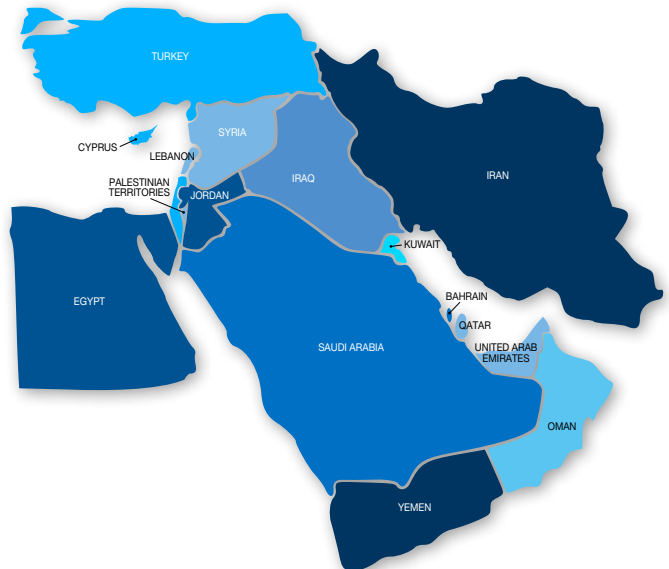 TURKEY
SYRIA
CYPRUS
LEBANON
IRAN
IRAQ
PALESTINIAN
TERRITORIES
JORDAN
KUWAIT
EGYPT
BAHRAIN
QATAR
SAUDI ARABIA
UNITED ARAB
EMIRATES
OMAN
YEMEN